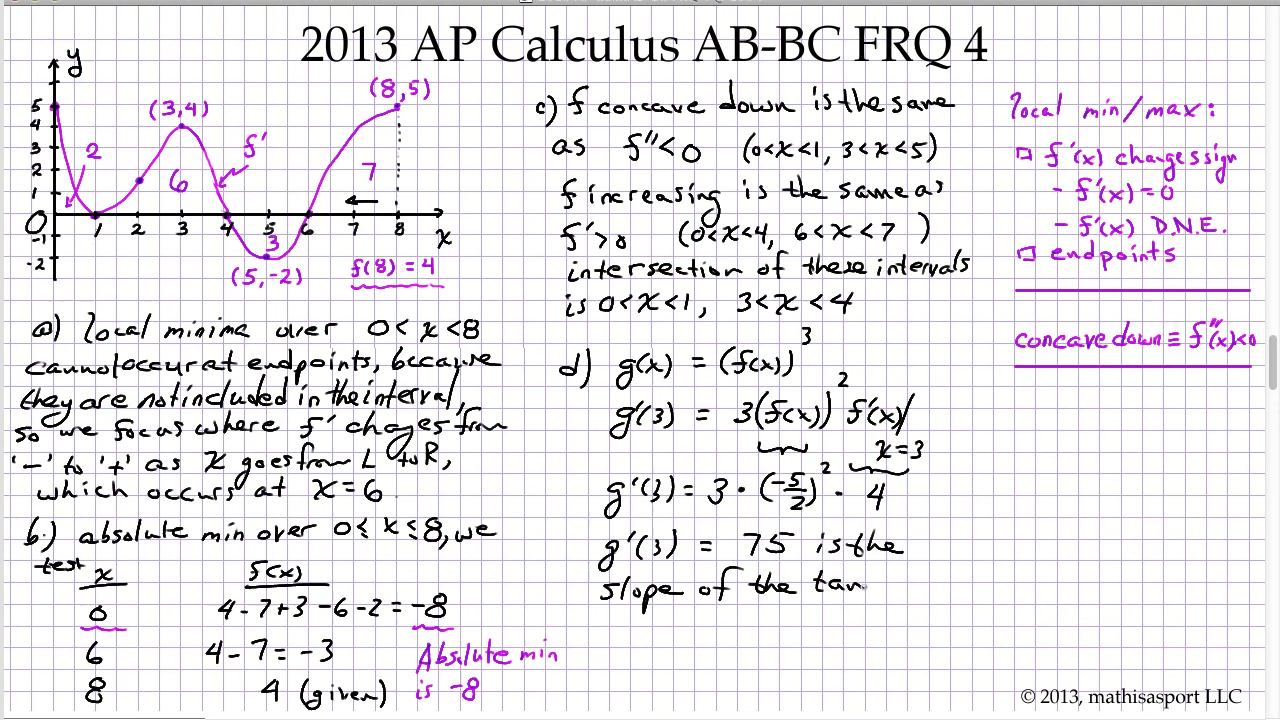 2013 AP Calculus AB-BC FRQ 4
y
(8,5)
(3,4)
5
4
3
2
1
0
-1
-2
2
6
f'
7
3
1 2 3 4 5 6 7 8 x
(5,-2)
f(8) = 4
a) local minima over 0 < x < 8
cannot occur at endpoints, because
they are not included in the interval,
so we focus where f' chages from
'-' to '+' as x goes from L to R,
which occurs at x = 6
b.) absolute min over 0 ≤ x ≤ 8, we
test
x f(x)
0 4 - 7 + 3 - 6 - 2 = -8
6 4 - 7 = -3
8 4 (given)
Absolute min
is -8
c) f concave down is the same
as f'' < 0 (0<x<1, 3<x<5)
f increasing is the same as
f' > 0 (0<x<4, 6<x<7 )
intersection of these intervals
is 0<x<1, 3<x<4
d) g(x) = (f(x))^3
g'(3) = 3(f(x))^2 f'(x)/
x=3
g'(3) = 3 · (-5/2)^2 · 4
g'(3) = 75 is the
slope of the tan
local min/max:
□ f'(x) change sign
- f'(x) = 0
- f'(x) D.N.E.
□ endpoints
concave down ≡ f''(x)<0
© 2013, mathisasport LLC